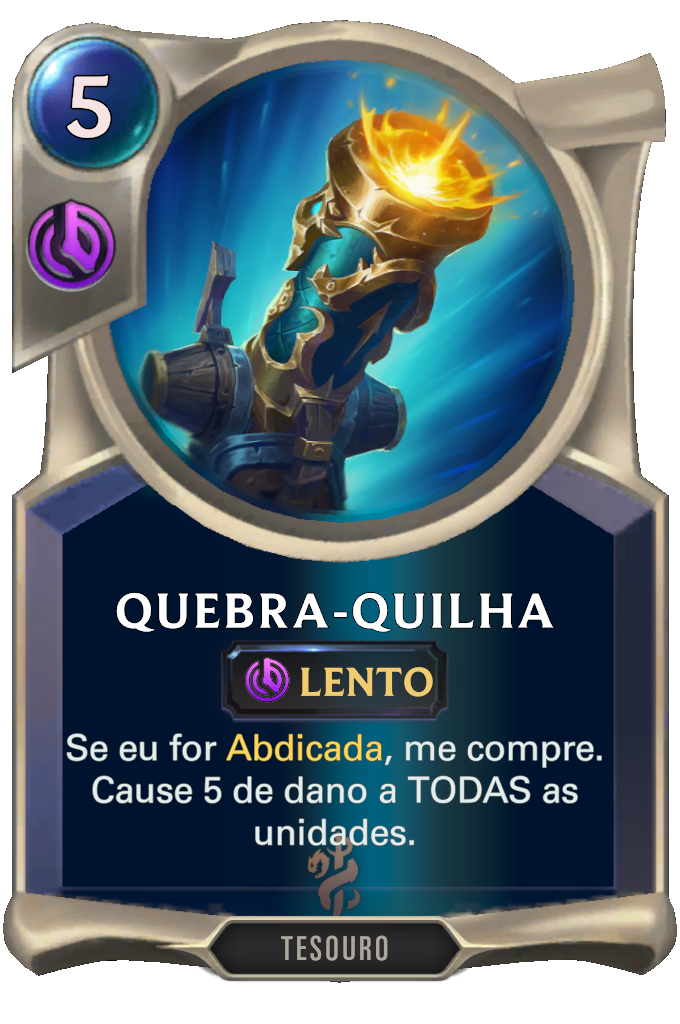 5
QUEBRA-QUILHA
LENTO
Se eu for Abdicada, me compre.
Cause 5 de dano a TODAS as
unidades.
TESOURO